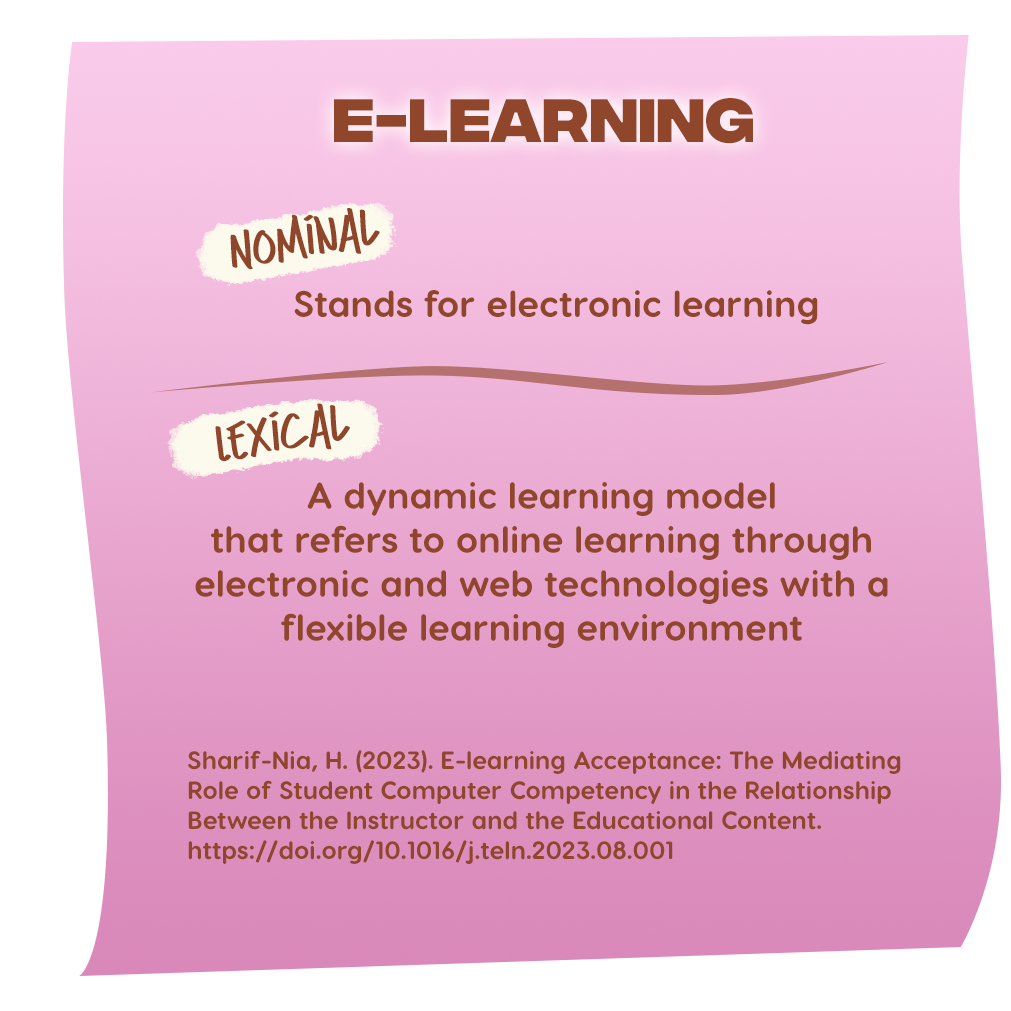 E-LEARNING
NOMINAL
Stands for electronic learning
LEXICAL
A dynamic learning model
that refers to online learning through
electronic and web technologies with a
flexible learning environment
Sharif-Nia, H. (2023). E-learning Acceptance: The Mediating
Role of Student Computer Competency in the Relationship
Between the Instructor and the Educational Content.
https://doi.org/10.1016/j.teln.2023.08.001